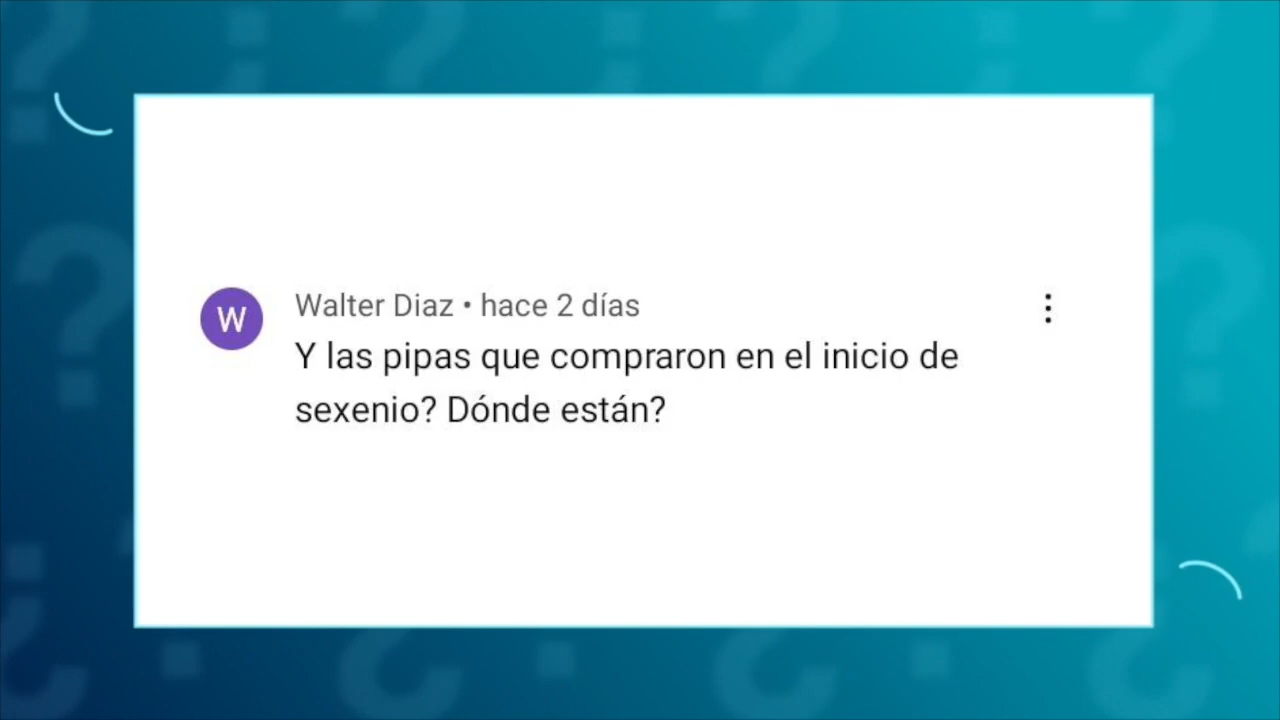 W
Walter Diaz • hace 2 días
Y las pipas que compraron en el inicio de
sexenio? Dónde están?